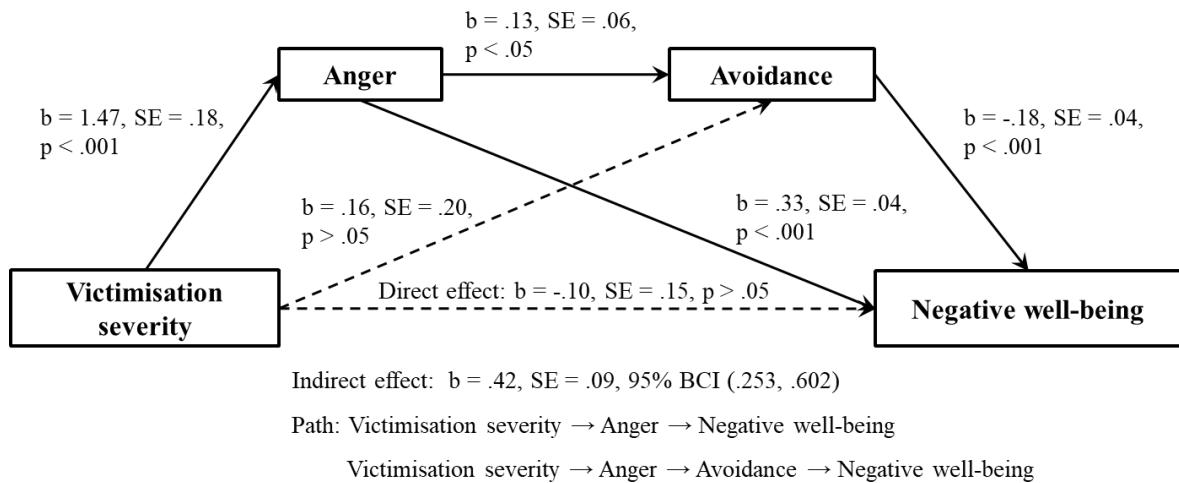 b = .13, SE = .06,
p < .05
Anger
Avoidance
b = 1.47, SE = .18,
p < .001
b = -.18, SE = .04,
p < .001
b = .16, SE = .20,
p > .05
b = .33, SE = .04,
p < .001
Victimisation
severity
Direct effect: b = -.10, SE = .15, p > .05
Negative well-being
Indirect effect: b = .42, SE = .09, 95% BCI (.253, .602)
Path: Victimisation severity → Anger → Negative well-being
Victimisation severity → Anger → Avoidance → Negative well-being